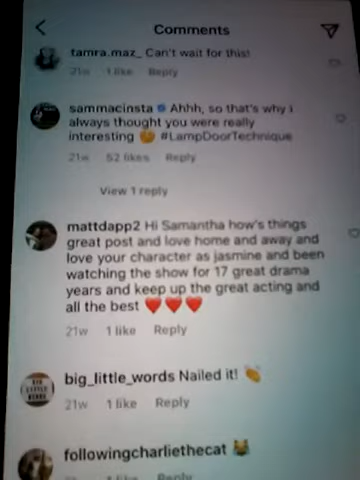 Comments
tamra.maz_ Can't wait for this!
21w 1 like Reply
sammacinsta Ahhh, so that's why i
always thought you were really
interesting 😊 #LampDoorTechnique
21w 52 likes Reply
View 1 reply
mattdapp2 Hi Samantha how's things
great post and love home and away and
love your character as jasmine and been
watching the show for 17 great drama
years and keep up the great acting and
all the best ❤️❤️❤️
21w 1 like Reply
big_little_words Nailed it! 👏
21w 1 like Reply
BIG
LITTLE
WORDS
followingcharliethecat 😹
Reply